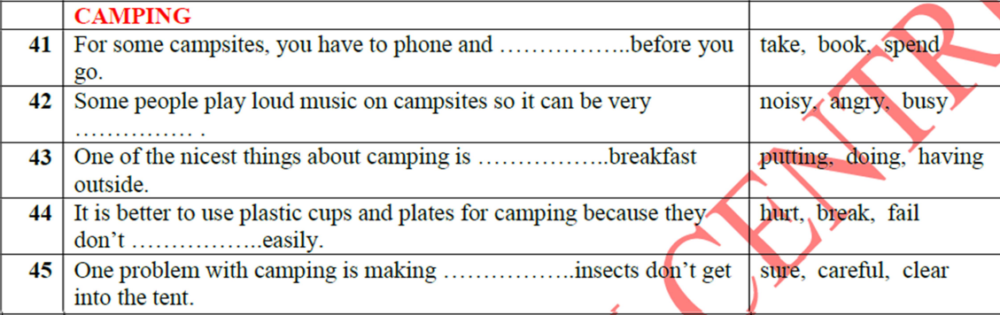 CAMPING
41 For some campsites, you have to phone and ……………..before you take, book, spend
go.
42 Some people play loud music on campsites so it can be very noisy, angry, busy
…………… .
43 One of the nicest things about camping is ……………..breakfast putting, doing, having
outside.
44 It is better to use plastic cups and plates for camping because they hurt, break, fail
don’t ……………..easily.
45 One problem with camping is making ……………..insects don’t get sure, careful, clear
into the tent.
CENTR